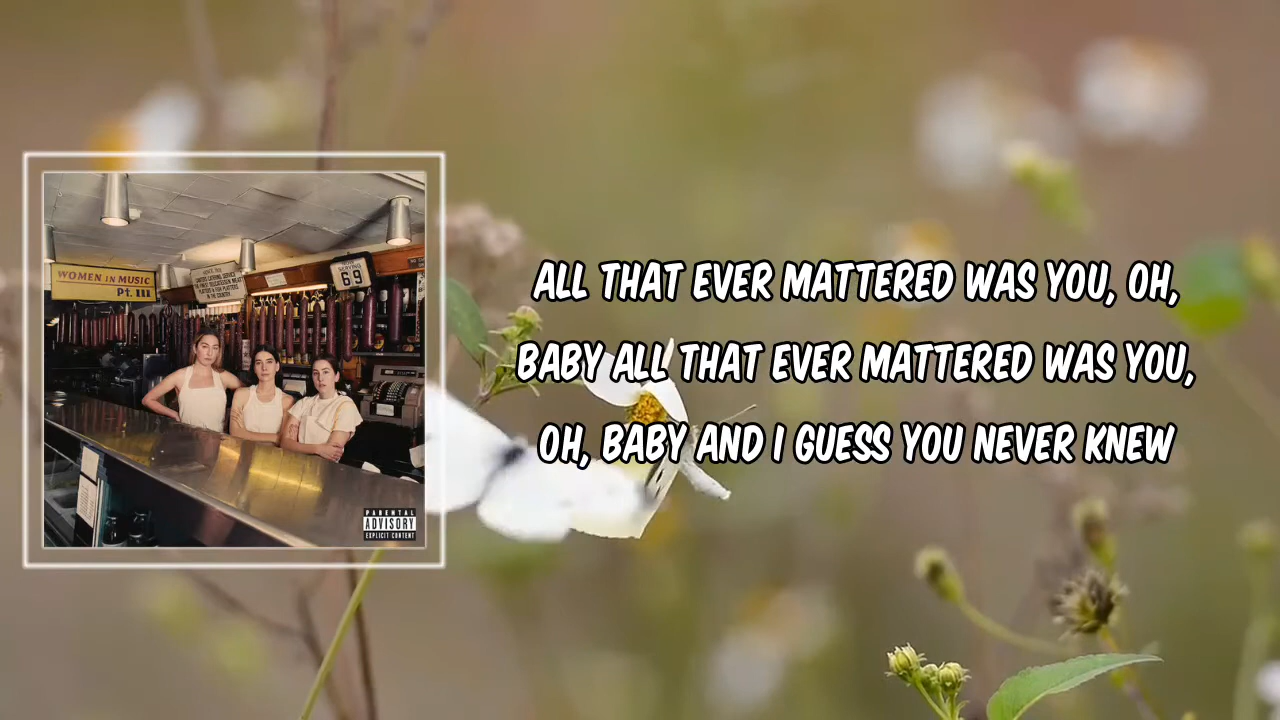 WOMEN IN MUSIC
Pt. III
NOW
SERVING
69
PARENTAL
ADVISORY
EXPLICIT CONTENT
ALL THAT EVER MATTERED WAS YOU, OH,
BABY ALL THAT EVER MATTERED WAS YOU,
OH, BABY AND I GUESS YOU NEVER KNEW